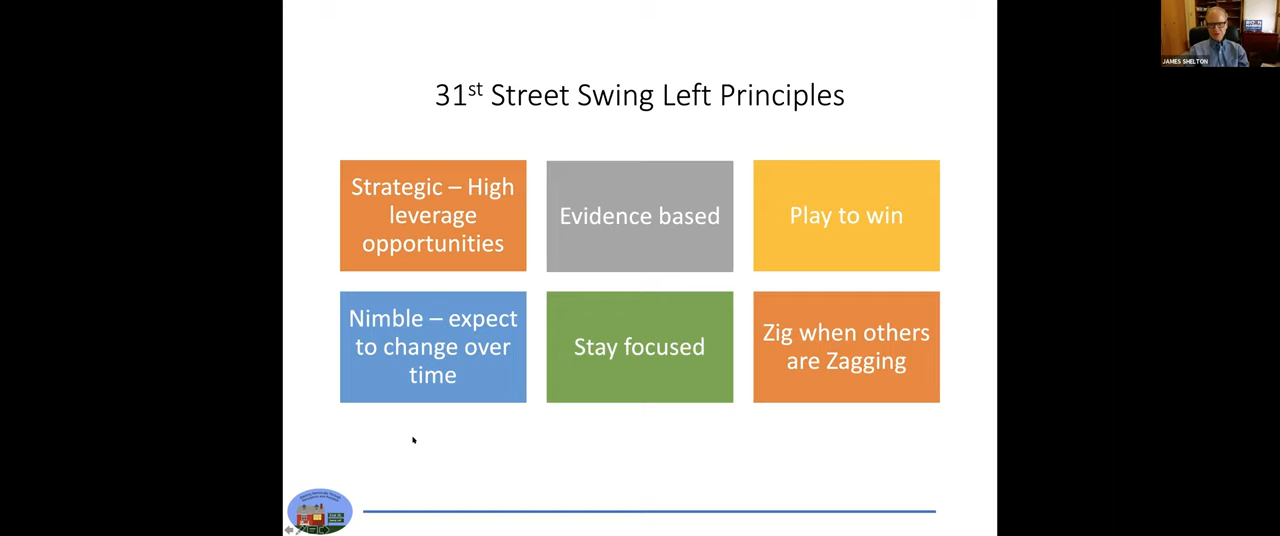 JAMES SHELTON
31st Street Swing Left Principles
Strategic – High
leverage
opportunities
Evidence based
Play to win
Nimble – expect
to change over
time
Stay focused
Zig when others
are Zagging